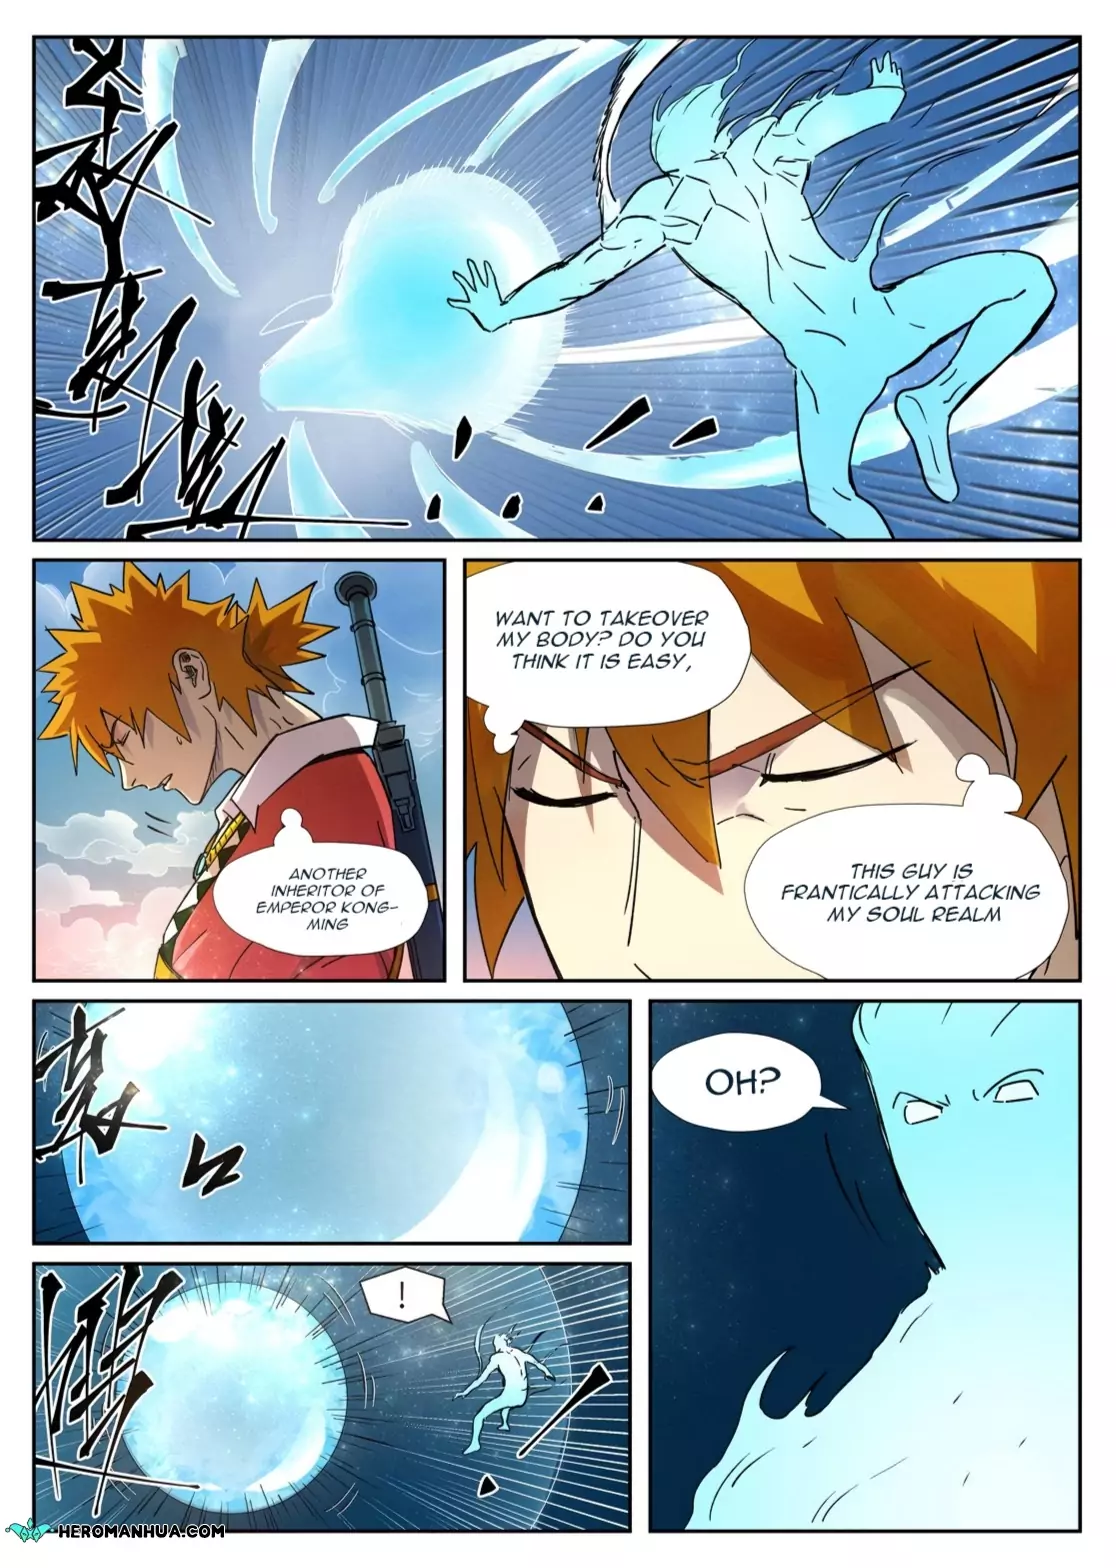 WANT TO TAKEOVER
MY BODY? DO YOU
THINK IT IS EASY,
ANOTHER
INHERITOR OF
EMPEROR KONG-
MING
THIS GUY IS
FRANTICALLY ATTACKING
MY SOUL REALM
OH?
!
HEROMANHUA.COM